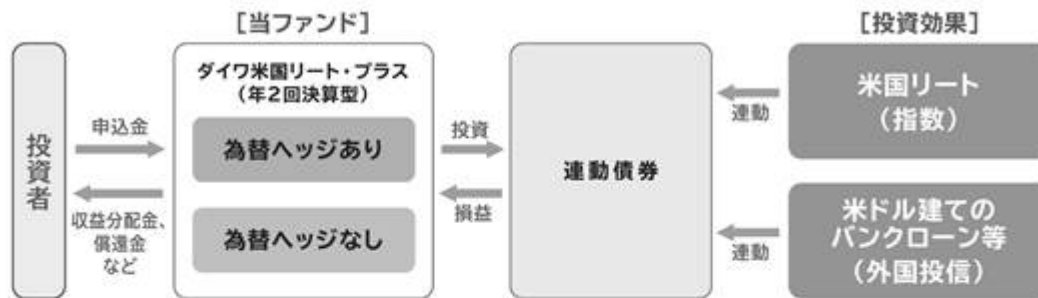 [当ファンド]
[投資効果]
投資者
申込金
収益分配金、
償還金
など
ダイワ米国リート・プラス
（年2回決算型）
為替ヘッジあり
為替ヘッジなし
投資
損益
連動債券
連動
連動
米国リート
（指数）
米ドル建ての
バンクローン等
（外国投信）